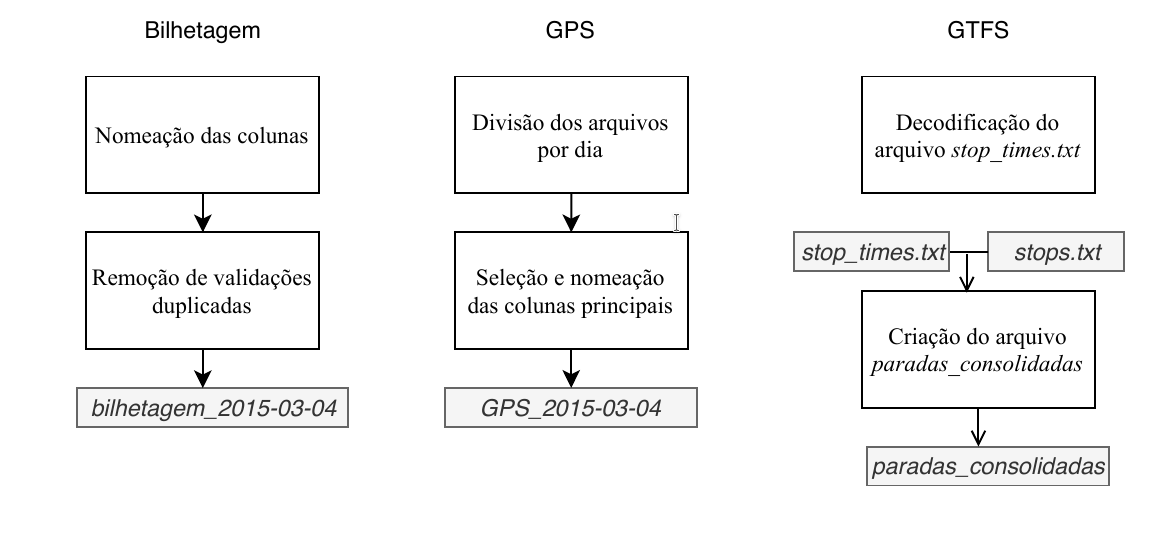 Bilhetagem
Nomeação das colunas
Remoção de validações
duplicadas
bilhetagem_2015-03-04
GPS
Divisão dos arquivos
por dia
Seleção e nomeação
das colunas principais
GPS_2015-03-04
GTFS
Decodificação do
arquivo stop_times.txt
stop_times.txt
stops.txt
Criação do arquivo
paradas_consolidadas
paradas_consolidadas